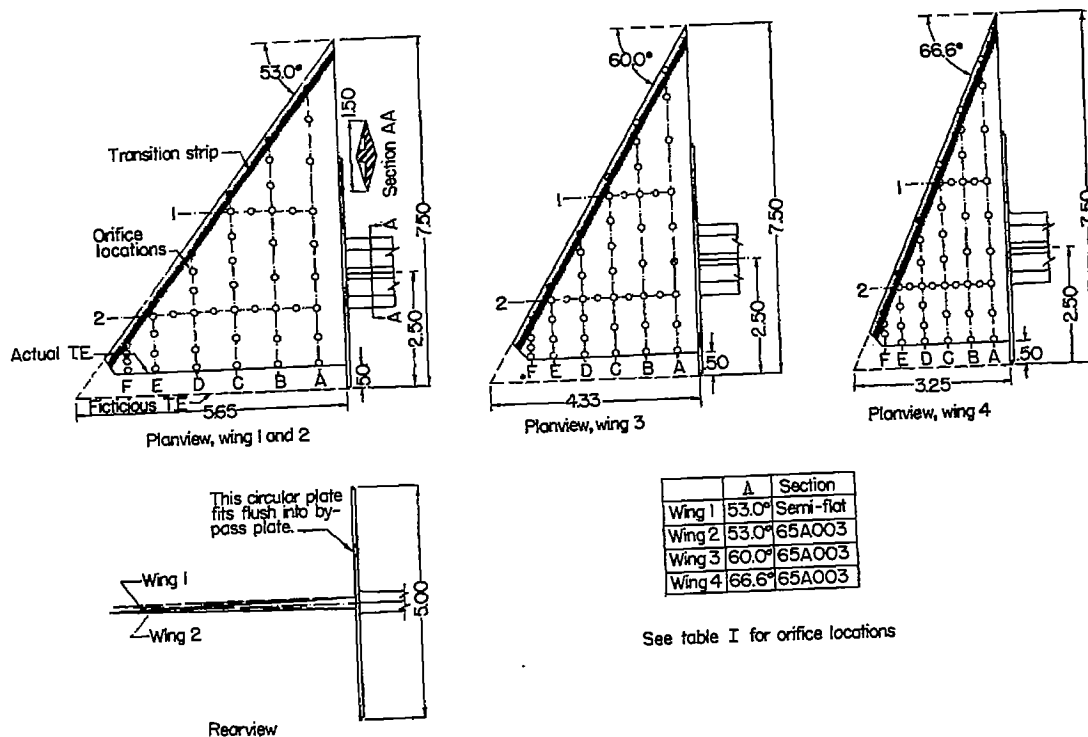 53.0°
Transition strip
1.50
Section AA
1
Orifice
locations
A
A
7.50
2.50
2
Actual TE
F E D C B A
.50
Ficticious TE
5.65
Planview, wing 1 and 2
60.0°
1
7.50
2
2.50
F E D C B A
.50
4.33
Planview, wing 3
66.6°
1
7.50
2
2.50
F E D C B A
.50
3.25
Planview, wing 4
This circular plate
fits flush into by-
pass plate.
Wing 1
Wing 2
5.00
Rearview
Λ Section
Wing 1 53.0° Semi-flat
Wing 2 53.0° 65A003
Wing 3 60.0° 65A003
Wing 4 66.6° 65A003
See table I for orifice locations